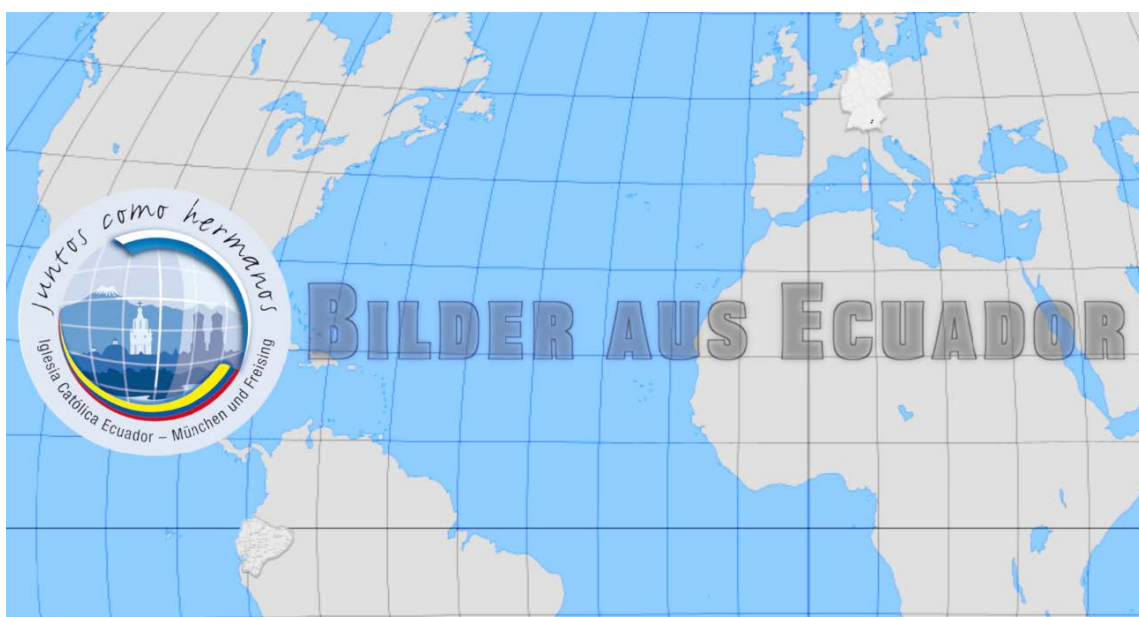 Juntos como hermanos
Iglesia Católica Ecuador – München und Freising
BILDER AUS ECUADOR